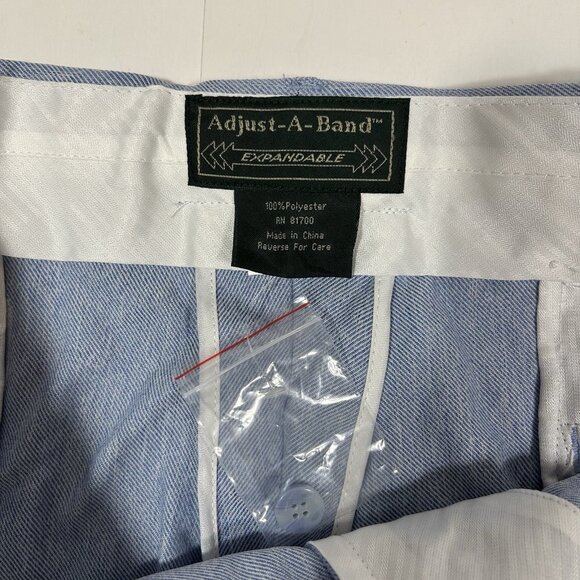 Adjust-A-Band™
EXPANDABLE
100%Polyester
RN 81700
Made in China
Reverse For Care